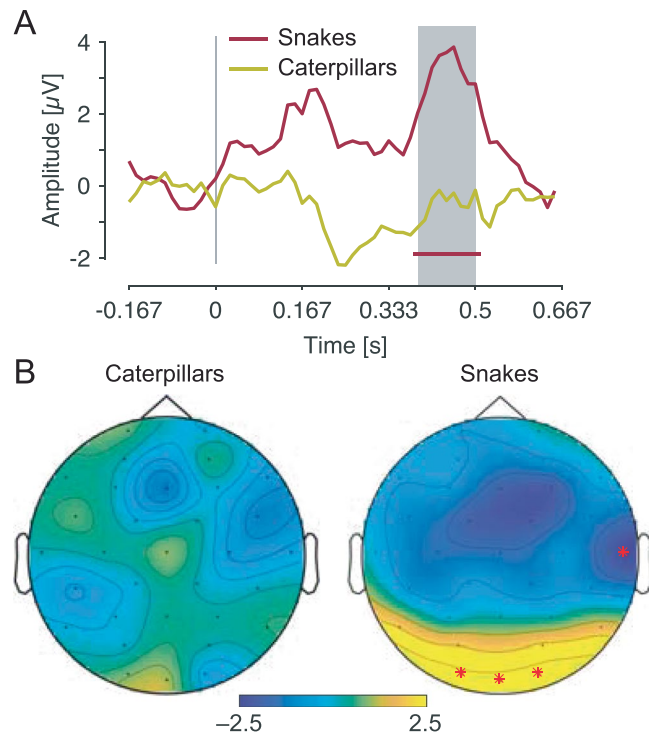 A
Snakes
Caterpillars
Amplitude [µV]
4
2
0
-2
-0.167 0 0.167 0.333 0.5 0.667
Time [s]
B
Caterpillars Snakes
–2.5 2.5